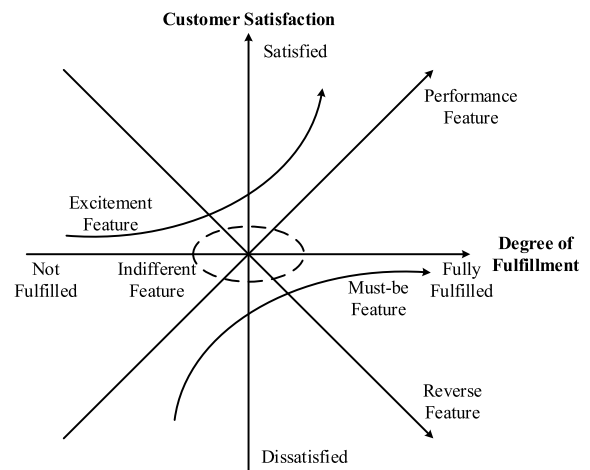 Customer Satisfaction
Satisfied
Performance
Feature
Excitement
Feature
Degree of
Fulfillment
Not
Fulfilled
Indifferent
Feature
Fully
Fulfilled
Must-be
Feature
Reverse
Feature
Dissatisfied